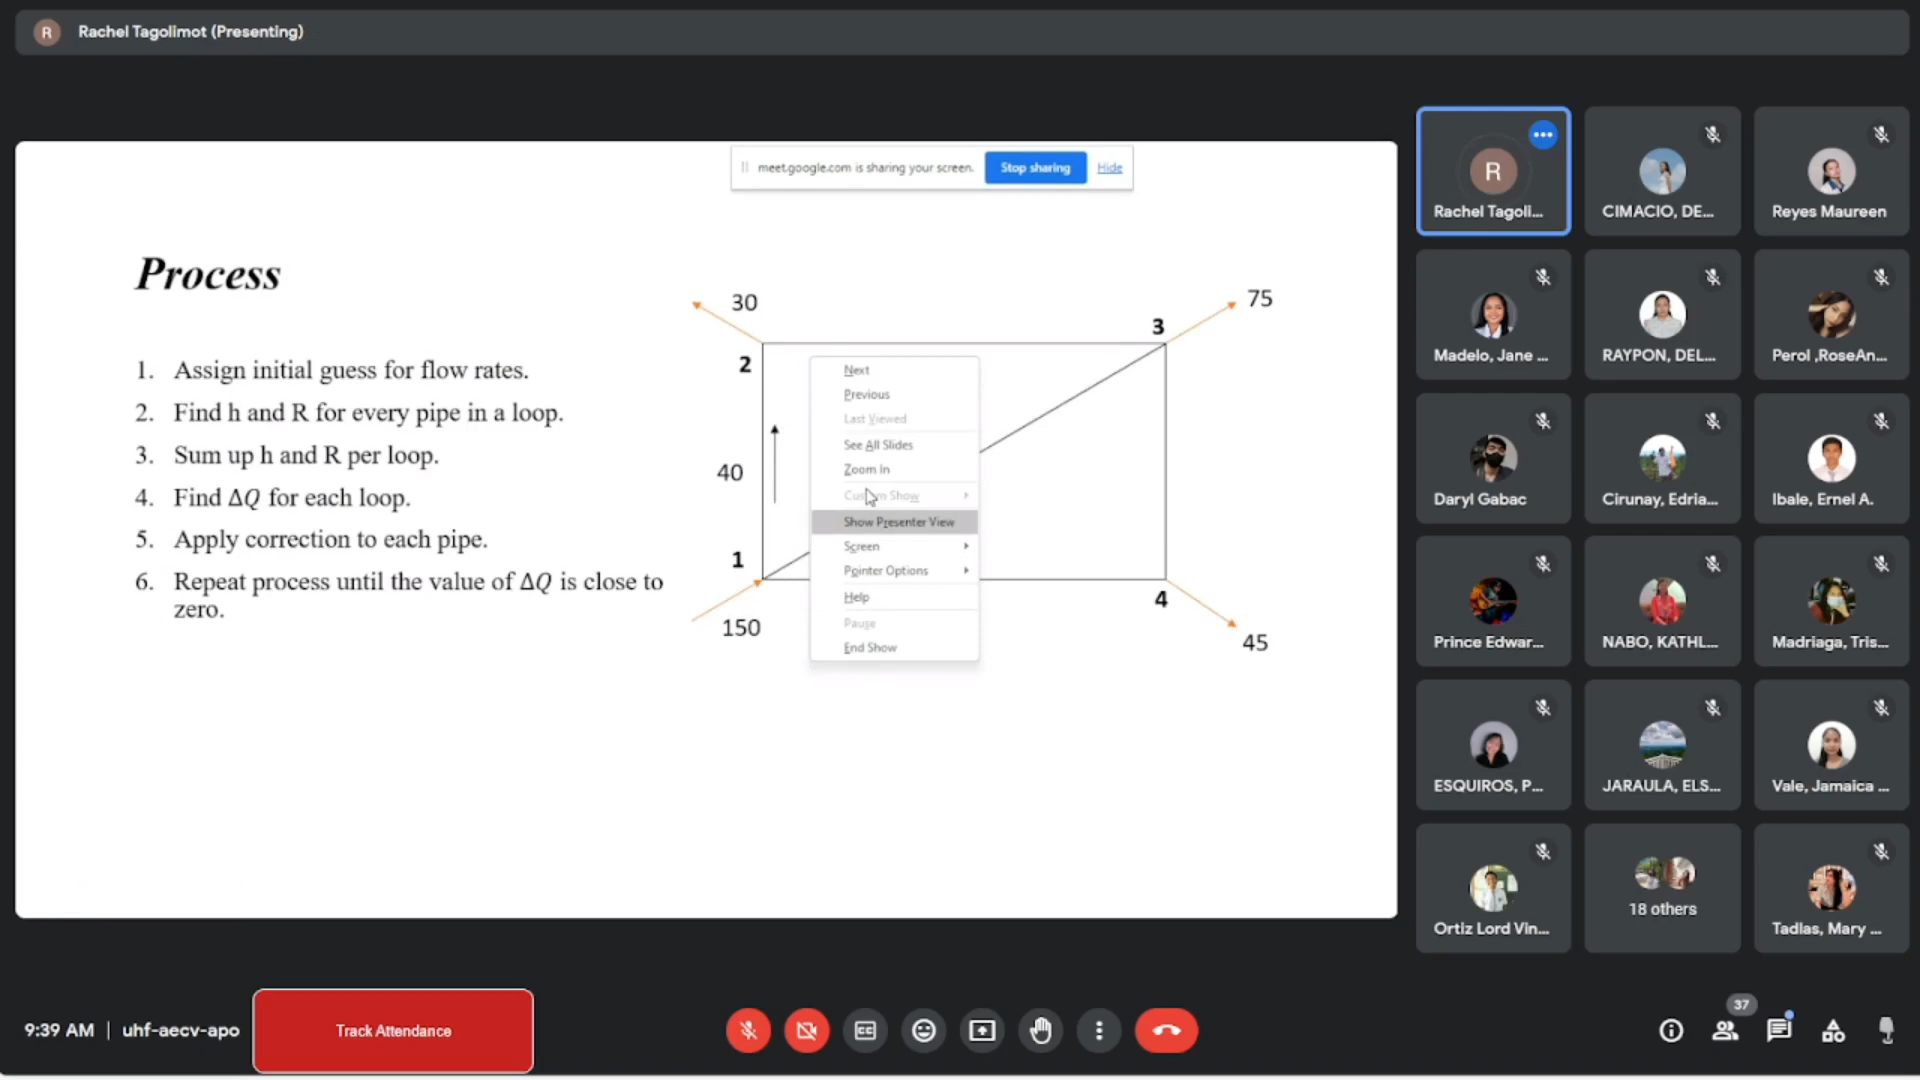 R
Rachel Tagolimot (Presenting)
meet.google.com is sharing your screen.
Stop sharing
Hide
Process
1. Assign initial guess for flow rates.
2. Find h and R for every pipe in a loop.
3. Sum up h and R per loop.
4. Find ΔQ for each loop.
5. Apply correction to each pipe.
6. Repeat process until the value of ΔQ is close to
zero.
30
75
2
3
40
1
4
150
45
Next
Previous
Last Viewed
See All Slides
Zoom In
Custom Show
Show Presenter View
Screen
Pointer Options
Help
Pause
End Show
R
Rachel Tagoli...
CIMACIO, DE...
Reyes Maureen
Madelo, Jane ...
RAYPON, DEL...
Perol ,RoseAn...
Daryl Gabac
Cirunay, Edria...
Ibale, Ernel A.
Prince Edwar...
NABO, KATHL...
Madriaga, Tris...
ESQUIROS, P...
JARAULA, ELS...
Vale, Jamaica ...
Ortiz Lord Vin...
18 others
Tadlas, Mary ...
9:39 AM | uhf-aecv-apo
Track Attendance
CC
37